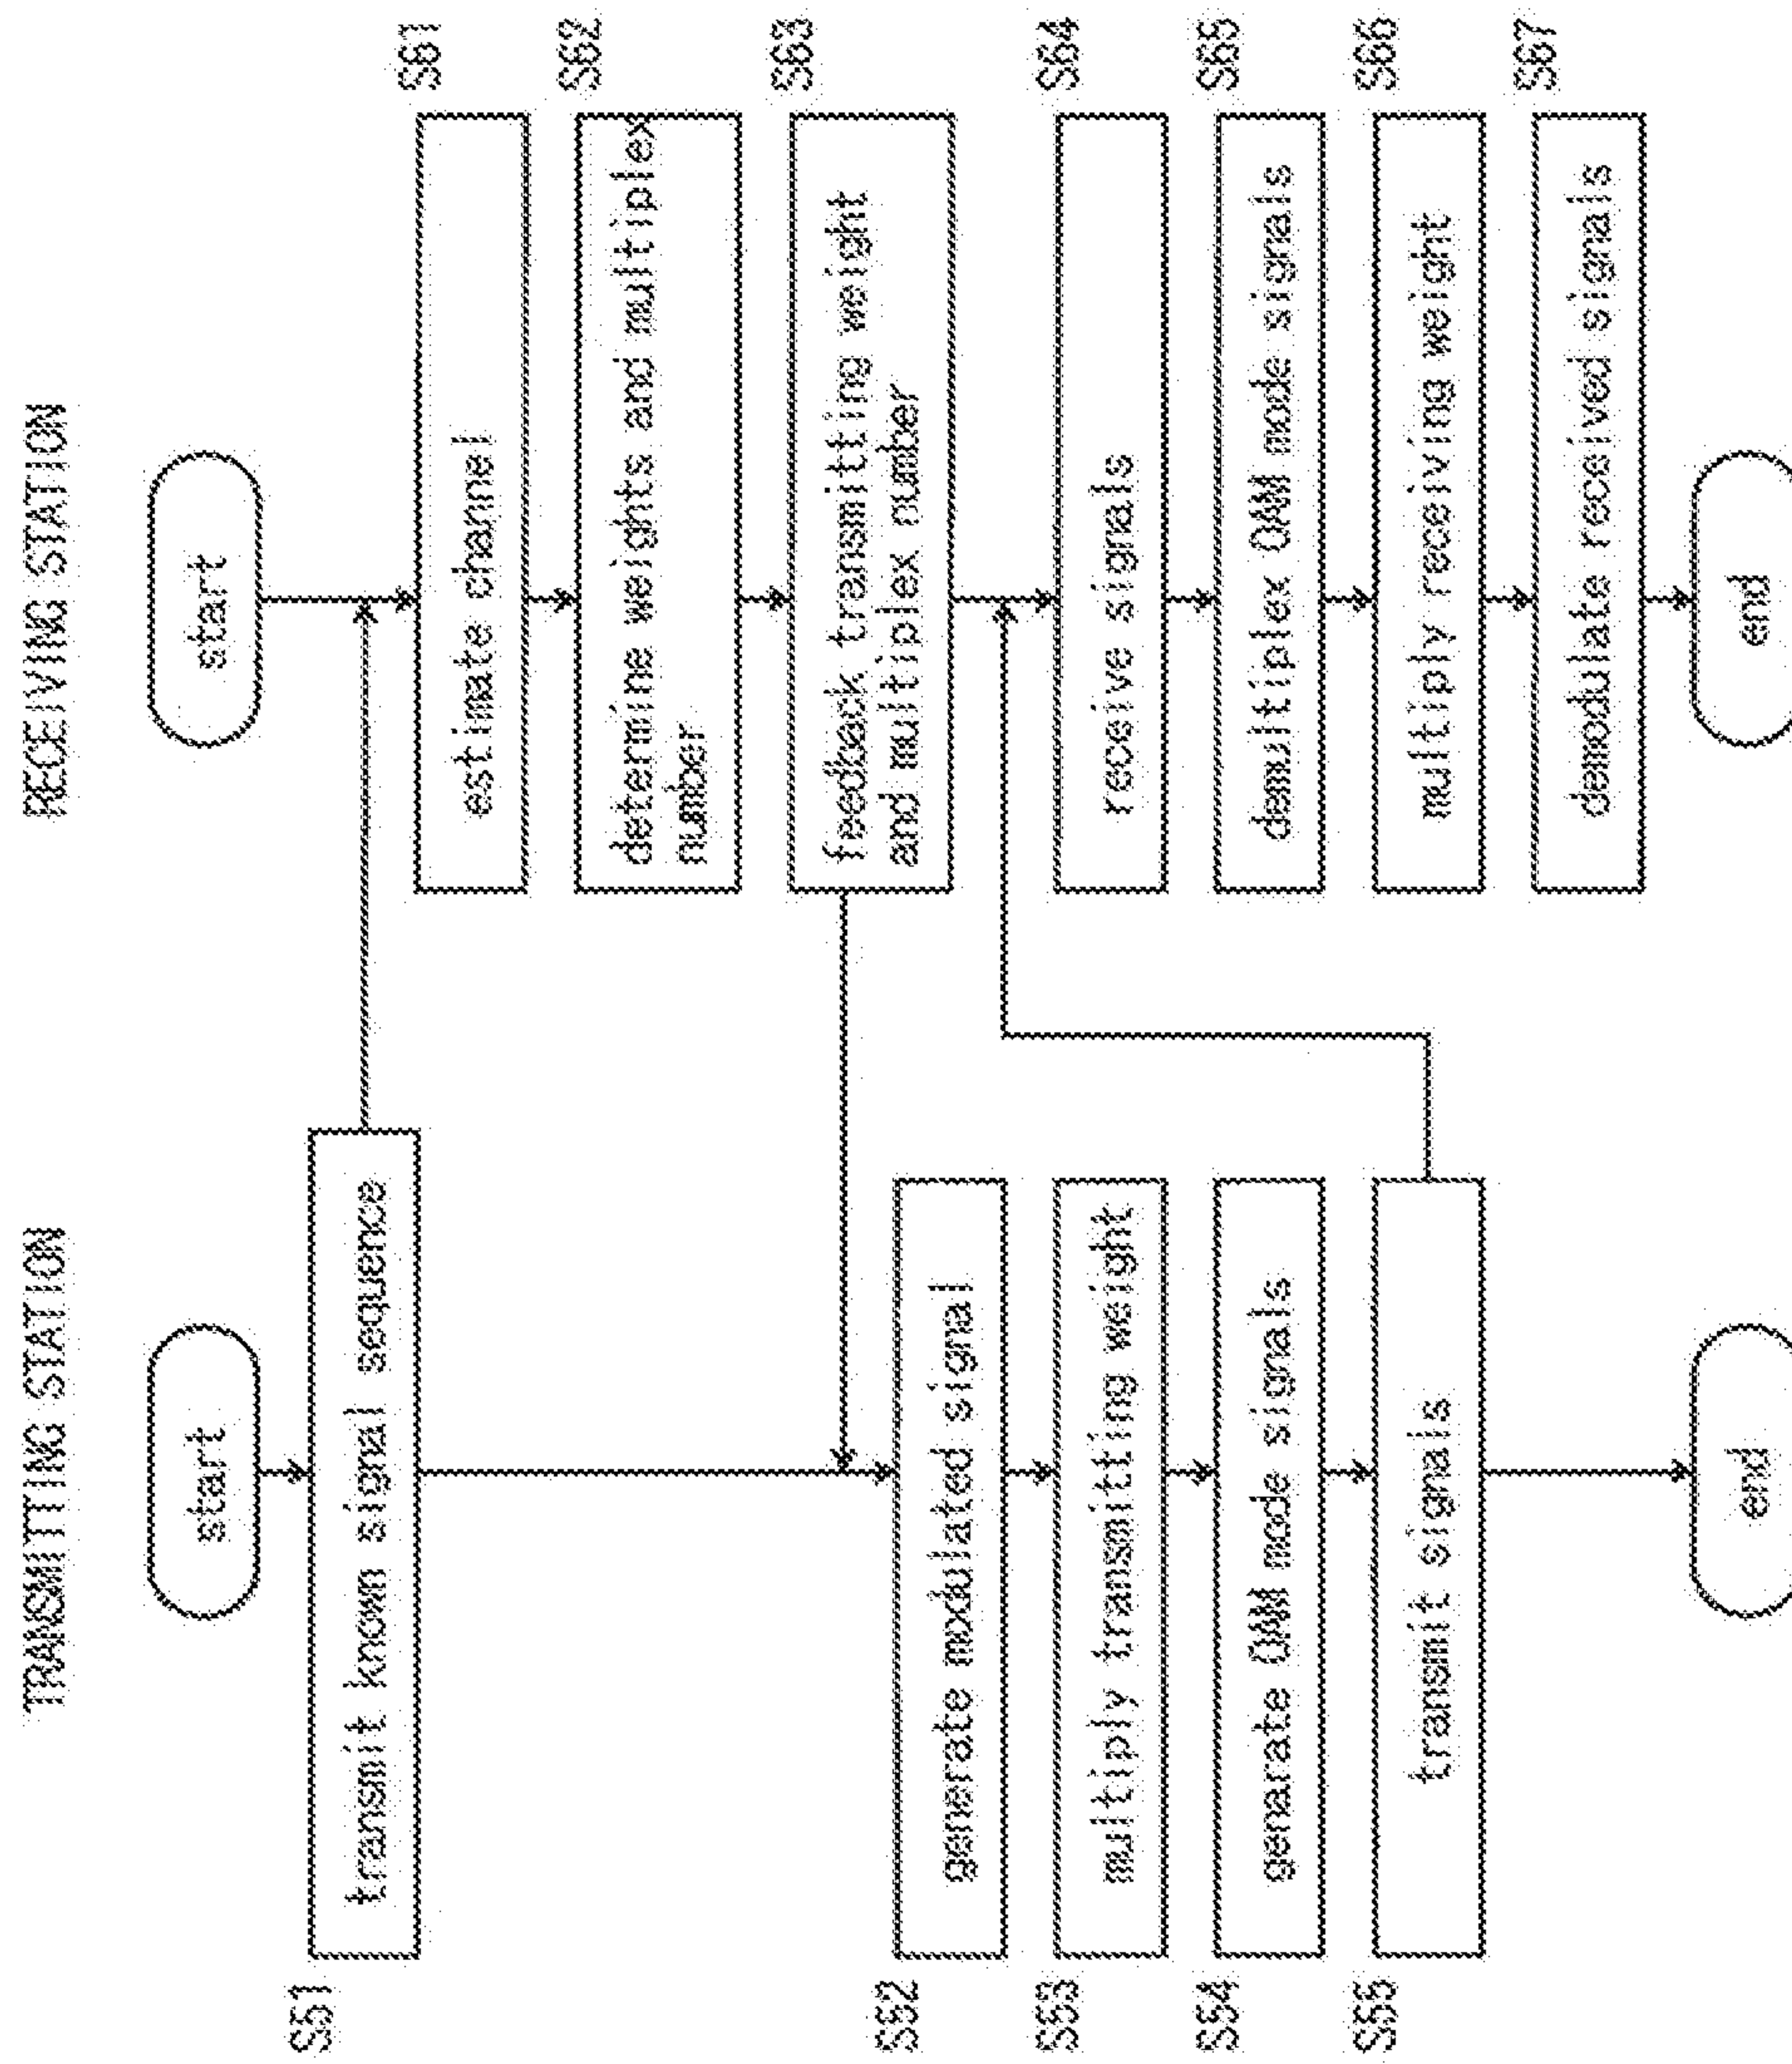 TRANSMITTING STATION
start
S51
transmit known signal sequence
S52
generate modulated signal
S53
multiply transmitting weight
S54
genarate OAM mode signals
S55
transmit signals
end
RECEIVING STATION
start
S61
estimate channel
S62
determine weights and multiplex
number
S63
feedback transmitting weight
and multiplex number
S64
receive signals
S65
demultiplex OAM mode signals
S66
multiply receiving weight
S67
demodulate received signals
end